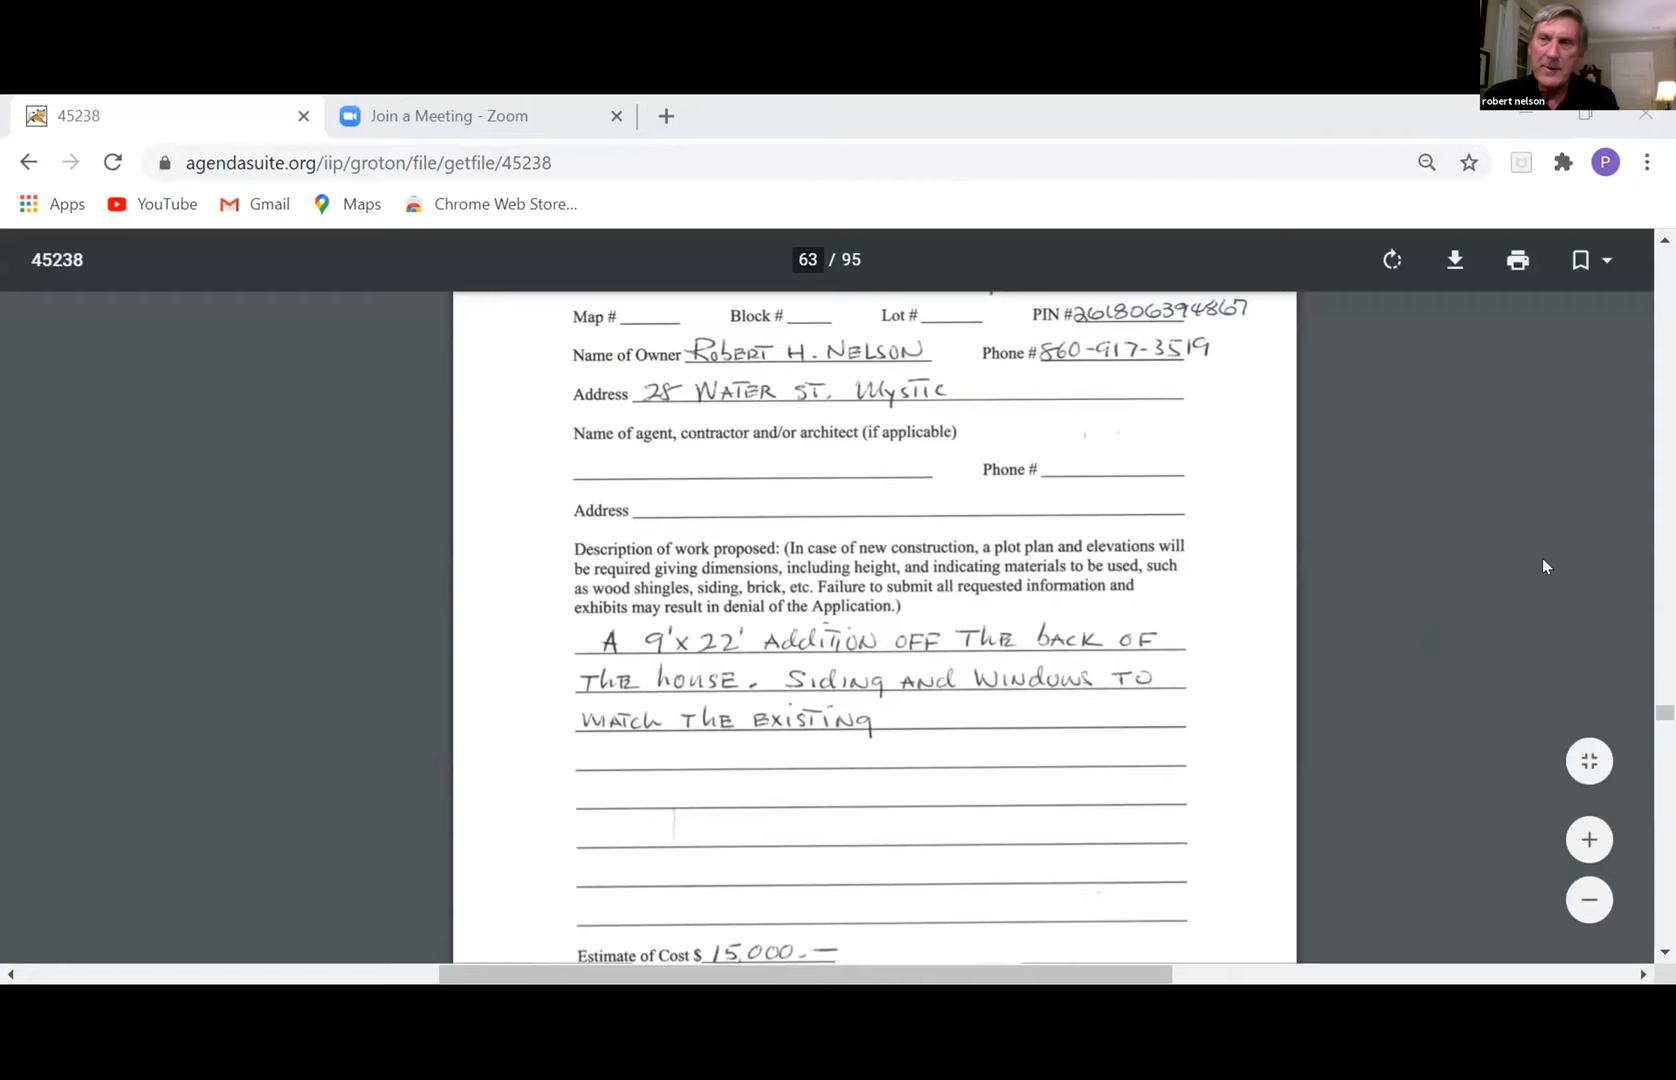 robert nelson
45238
Join a Meeting - Zoom
agendasuite.org/iip/groton/file/getfile/45238
P
Apps YouTube Gmail Maps Chrome Web Store...
45238 63 / 95
Map # Block # Lot # PIN # 261806394867
Name of Owner Robert H. Nelson Phone # 860-917-3519
Address 28 Water St. Mystic
Name of agent, contractor and/or architect (if applicable)
Phone #
Address
Description of work proposed: (In case of new construction, a plot plan and elevations will
be required giving dimensions, including height, and indicating materials to be used, such
as wood shingles, siding, brick, etc. Failure to submit all requested information and
exhibits may result in denial of the Application.)
A 9'x 22' Addition off the back of
the house. Siding and Windows to
match the existing
Estimate of Cost $ 15,000.—